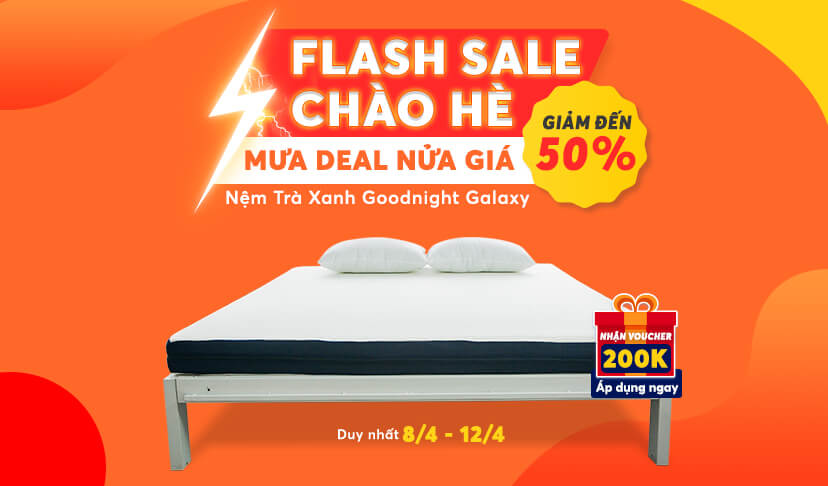 FLASH SALE
CHÀO HÈ
GIẢM ĐẾN
50%
MƯA DEAL NỬA GIÁ
Nệm Trà Xanh Goodnight Galaxy
NHẬN VOUCHER
200K
Áp dụng ngay
Duy nhất 8/4 - 12/4